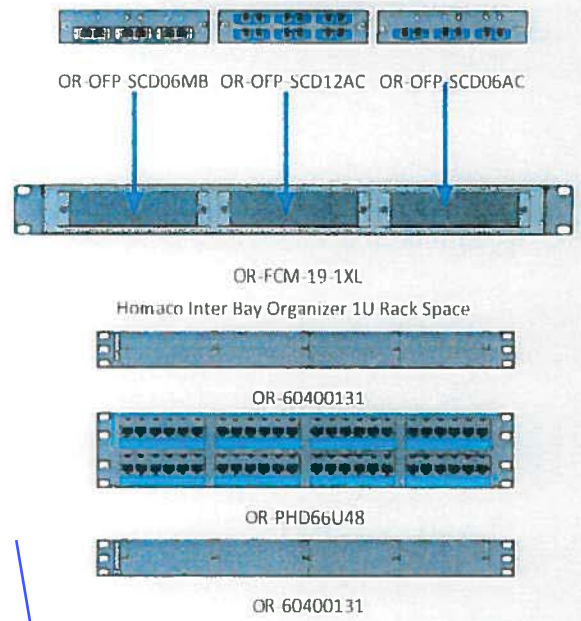 OR-OFP-SCD06MB OR-OFP-SCD12AC OR-OFP-SCD06AC
OR-FCM-19-1XL
Homaco Inter Bay Organizer 1U Rack Space
OR-60400131
OR-PHD66U48
OR-60400131